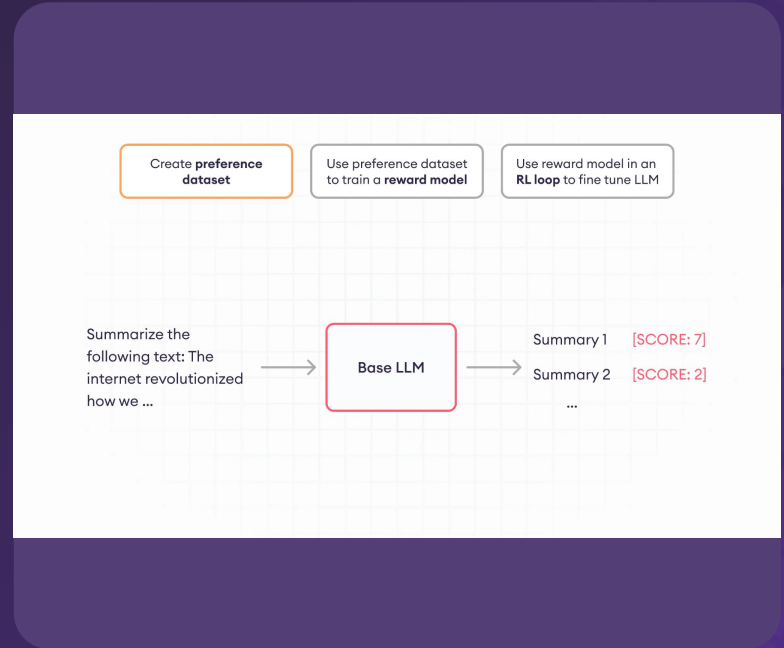 Create preference
dataset
Use preference dataset
to train a reward model
Use reward model in an
RL loop to fine tune LLM
Summarize the
following text: The
internet revolutionized
how we ...
Base LLM
Summary 1 [SCORE: 7]
Summary 2 [SCORE: 2]
...